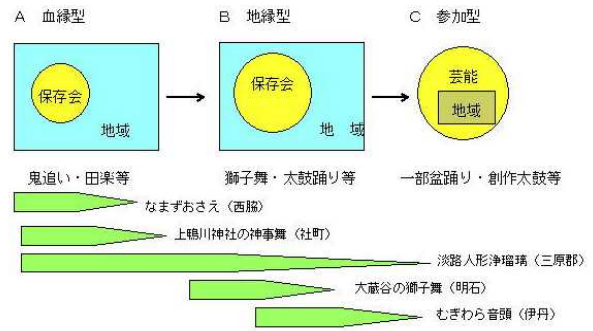 A 血縁型
B 地縁型
C 参加型
保存会
地域
保存会
地 域
芸能
地域
鬼追い・田楽等
獅子舞・太鼓踊り等
一部盆踊り・創作太鼓等
なまずおさえ（西脇）
上鴨川神社の神事舞（社町）
淡路人形浄瑠璃（三原郡）
大蔵谷の獅子舞（明石）
むぎわら音頭（伊丹）